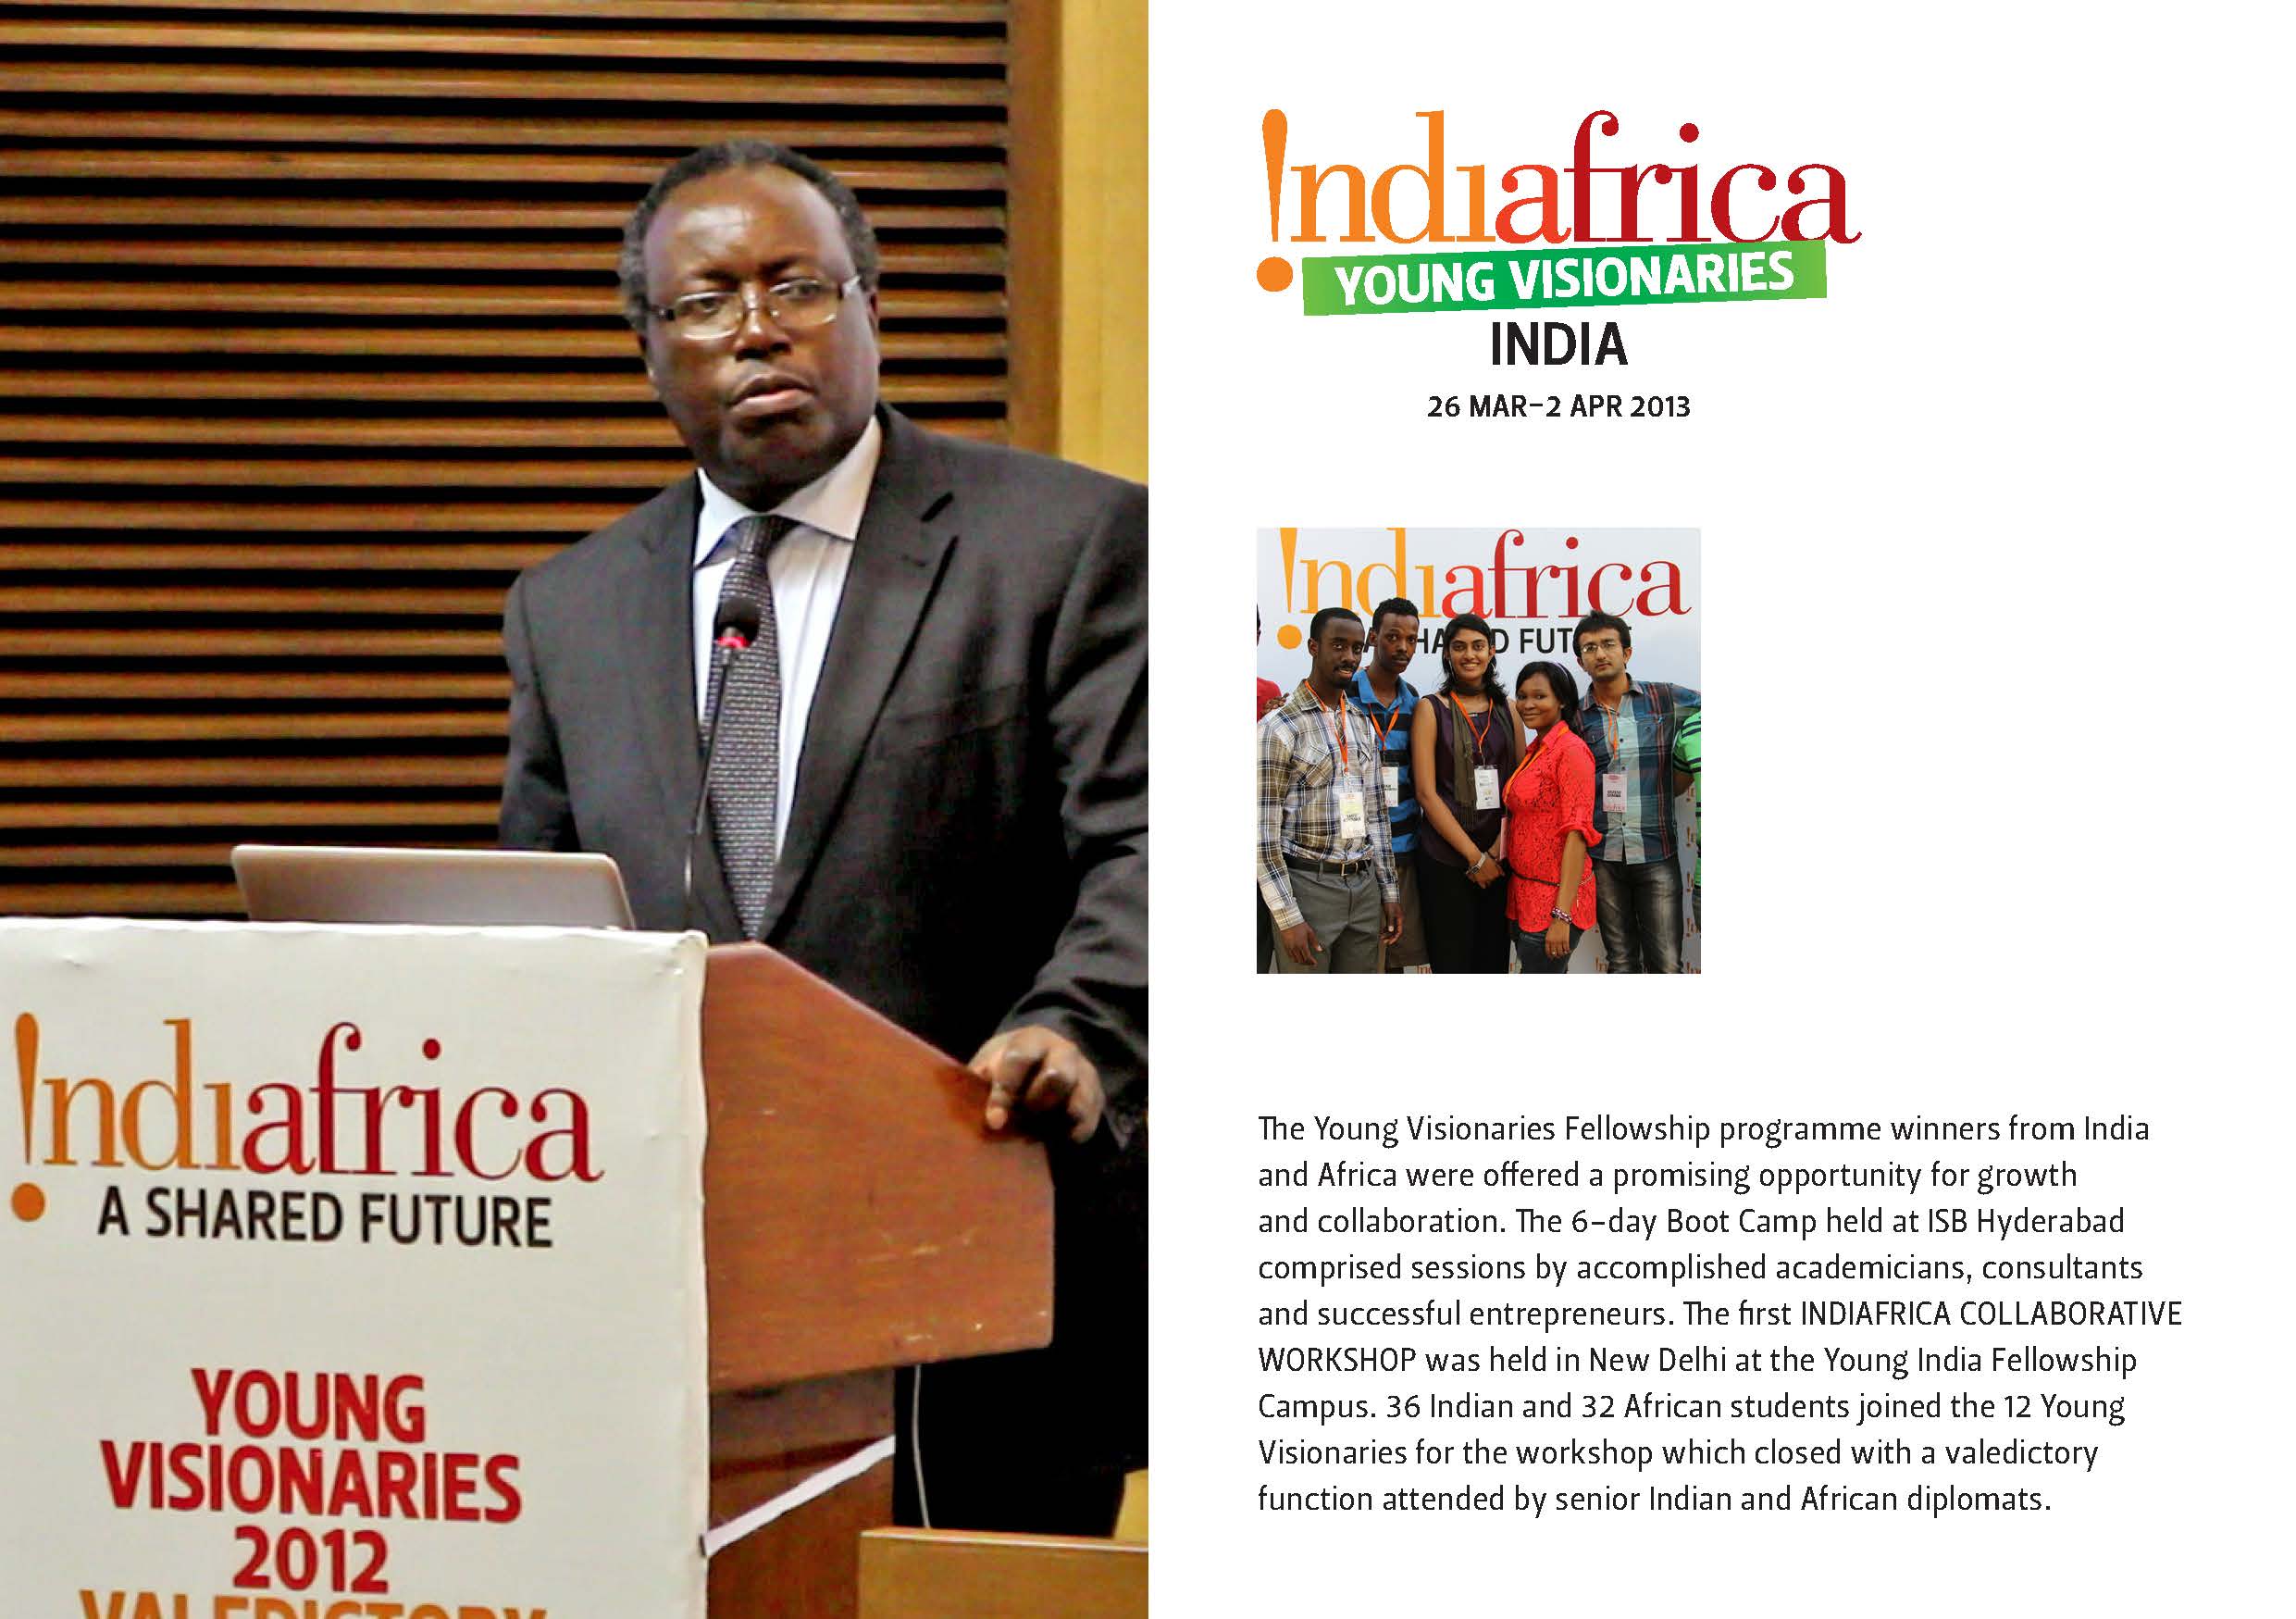 !ndiafrica
A SHARED FUTURE
YOUNG
VISIONARIES
2012
VALEDICTORY
!ndiafrica
YOUNG VISIONARIES
INDIA
26 MAR–2 APR 2013
!ndiafrica
The Young Visionaries Fellowship programme winners from India
and Africa were offered a promising opportunity for growth
and collaboration. The 6-day Boot Camp held at ISB Hyderabad
comprised sessions by accomplished academicians, consultants
and successful entrepreneurs. The first INDIAFRICA COLLABORATIVE
WORKSHOP was held in New Delhi at the Young India Fellowship
Campus. 36 Indian and 32 African students joined the 12 Young
Visionaries for the workshop which closed with a valedictory
function attended by senior Indian and African diplomats.